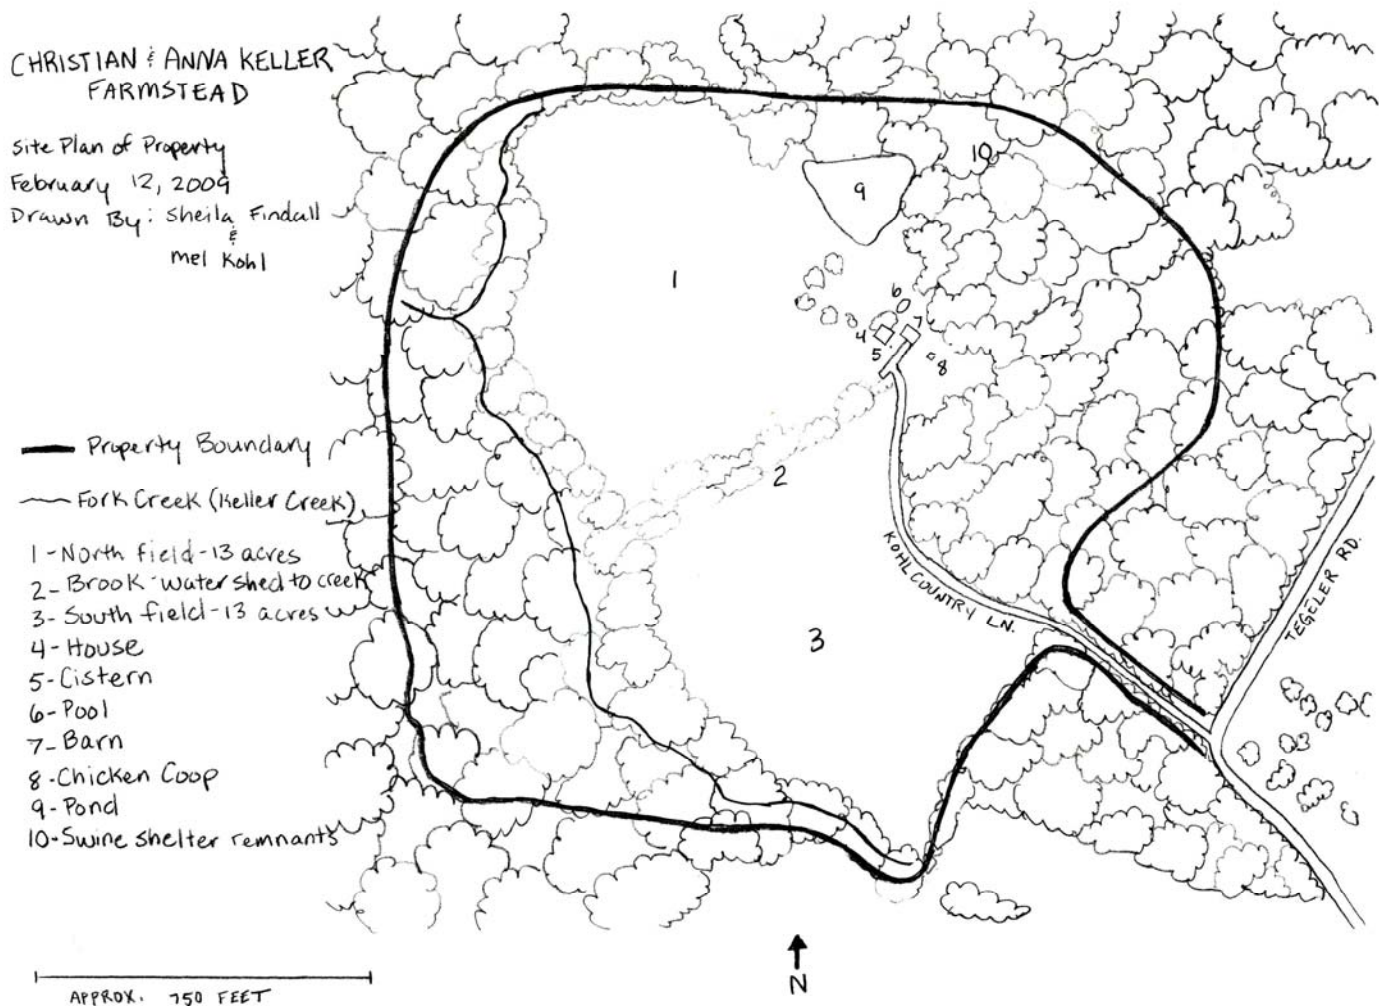 CHRISTIAN & ANNA KELLER
FARMSTEAD
Site Plan of Property
February 12, 2009
Drawn By: Sheila Findall
&
Mel Kohl
Property Boundary
Fork Creek (Keller Creek)
1-North field-13 acres
2-Brook-watershed to creek
3-South field-13 acres
4-House
5-Cistern
6-Pool
7-Barn
8-Chicken Coop
9-Pond
10-Swine shelter remnants
APPROX. 750 FEET
10
9
1
6
7
4
5
8
2
3
KOHL COUNTRY LN.
TEGELER RD.
N